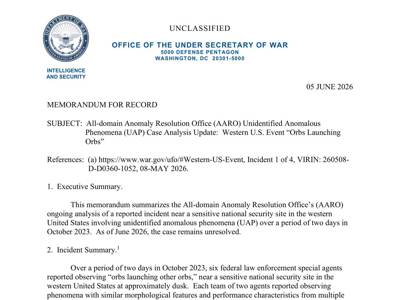 UNCLASSIFIED
OFFICE OF THE UNDER SECRETARY OF WAR
5000 DEFENSE PENTAGON
WASHINGTON, DC 20301-5000
INTELLIGENCE
AND SECURITY
05 JUNE 2026
MEMORANDUM FOR RECORD
SUBJECT: All-domain Anomaly Resolution Office (AARO) Unidentified Anomalous
Phenomena (UAP) Case Analysis Update: Western U.S. Event “Orbs Launching
Orbs”
References: (a) https://www.war.gov/ufo/#Western-US-Event, Incident 1 of 4, VIRIN: 260508-
D-D0360-1052, 08-MAY 2026.
1. Executive Summary.
This memorandum summarizes the All-domain Anomaly Resolution Office’s (AARO)
ongoing analysis of a reported incident near a sensitive national security site in the western
United States involving unidentified anomalous phenomena (UAP) over a period of two days in
October 2023. As of June 2026, the case remains unresolved.
2. Incident Summary.1
Over a period of two days in October 2023, six federal law enforcement special agents
reported observing “orbs launching other orbs,” near a sensitive national security site in the
western United States at approximately dusk. Each team of two agents reported observing
phenomena with similar morphological features and performance characteristics from multiple